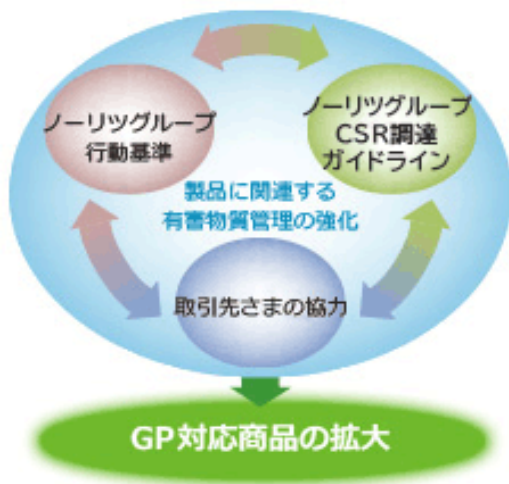 ノーリツグループ
行動基準
ノーリツグループ
CSR調達
ガイドライン
製品に関連する
有害物質管理の強化
取引先さまの協力
GP対応商品の拡大